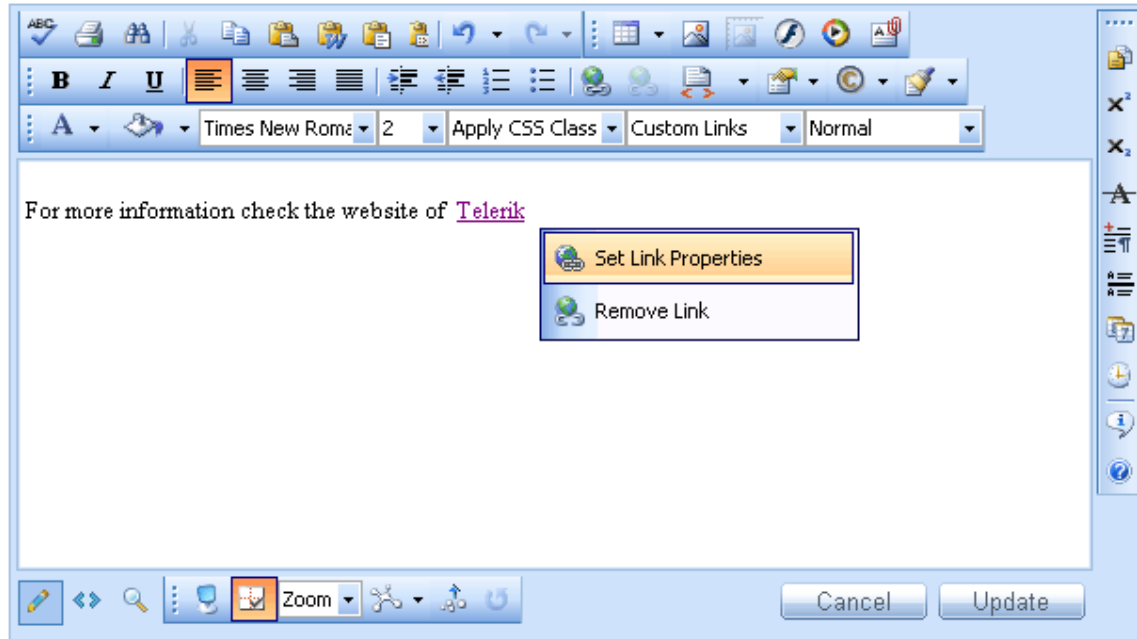 ABC
B I U
A Times New Roma 2 Apply CSS Class Custom Links Normal
For more information check the website of Telerik
Set Link Properties
Remove Link
Zoom
Cancel Update